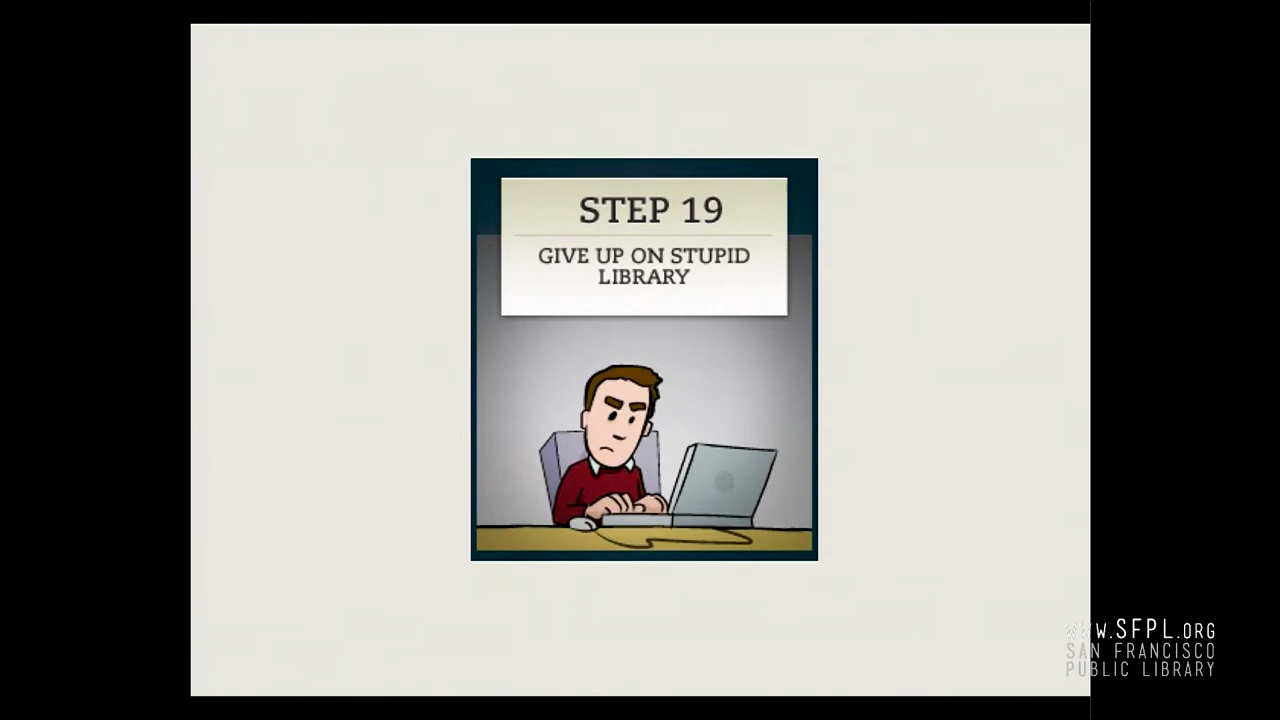 STEP 19
GIVE UP ON STUPID
LIBRARY
WWW.SFPL.ORG
SAN FRANCISCO
PUBLIC LIBRARY